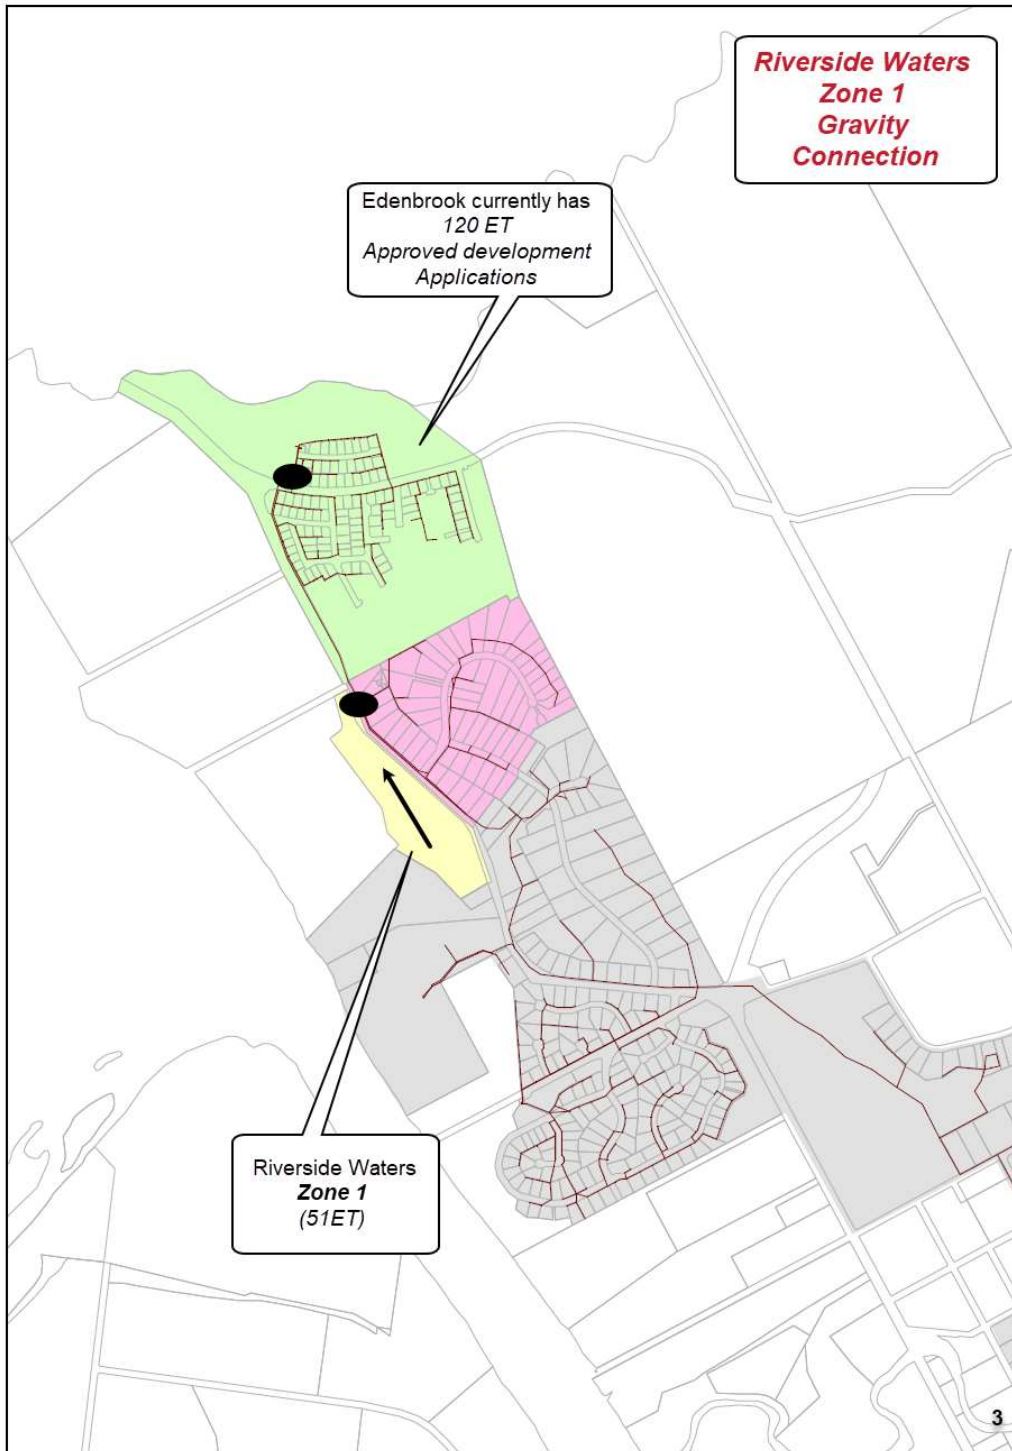 Riverside Waters
Zone 1
Gravity
Connection
Edenbrook currently has
120 ET
Approved development
Applications
Riverside Waters
Zone 1
(51ET)
3